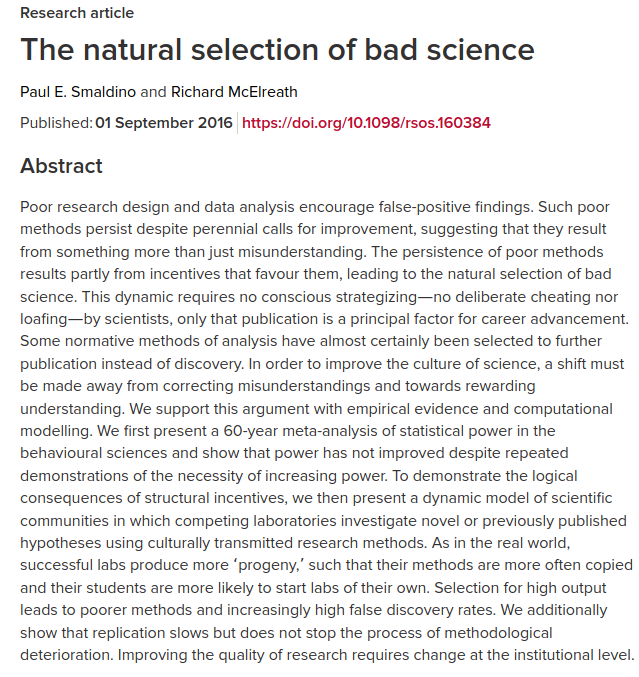 Research article
The natural selection of bad science
Paul E. Smaldino and Richard McElreath
Published: 01 September 2016 https://doi.org/10.1098/rsos.160384
Abstract
Poor research design and data analysis encourage false-positive findings. Such poor
methods persist despite perennial calls for improvement, suggesting that they result
from something more than just misunderstanding. The persistence of poor methods
results partly from incentives that favour them, leading to the natural selection of bad
science. This dynamic requires no conscious strategizing—no deliberate cheating nor
loafing—by scientists, only that publication is a principal factor for career advancement.
Some normative methods of analysis have almost certainly been selected to further
publication instead of discovery. In order to improve the culture of science, a shift must
be made away from correcting misunderstandings and towards rewarding
understanding. We support this argument with empirical evidence and computational
modelling. We first present a 60-year meta-analysis of statistical power in the
behavioural sciences and show that power has not improved despite repeated
demonstrations of the necessity of increasing power. To demonstrate the logical
consequences of structural incentives, we then present a dynamic model of scientific
communities in which competing laboratories investigate novel or previously published
hypotheses using culturally transmitted research methods. As in the real world,
successful labs produce more ‘progeny,’ such that their methods are more often copied
and their students are more likely to start labs of their own. Selection for high output
leads to poorer methods and increasingly high false discovery rates. We additionally
show that replication slows but does not stop the process of methodological
deterioration. Improving the quality of research requires change at the institutional level.